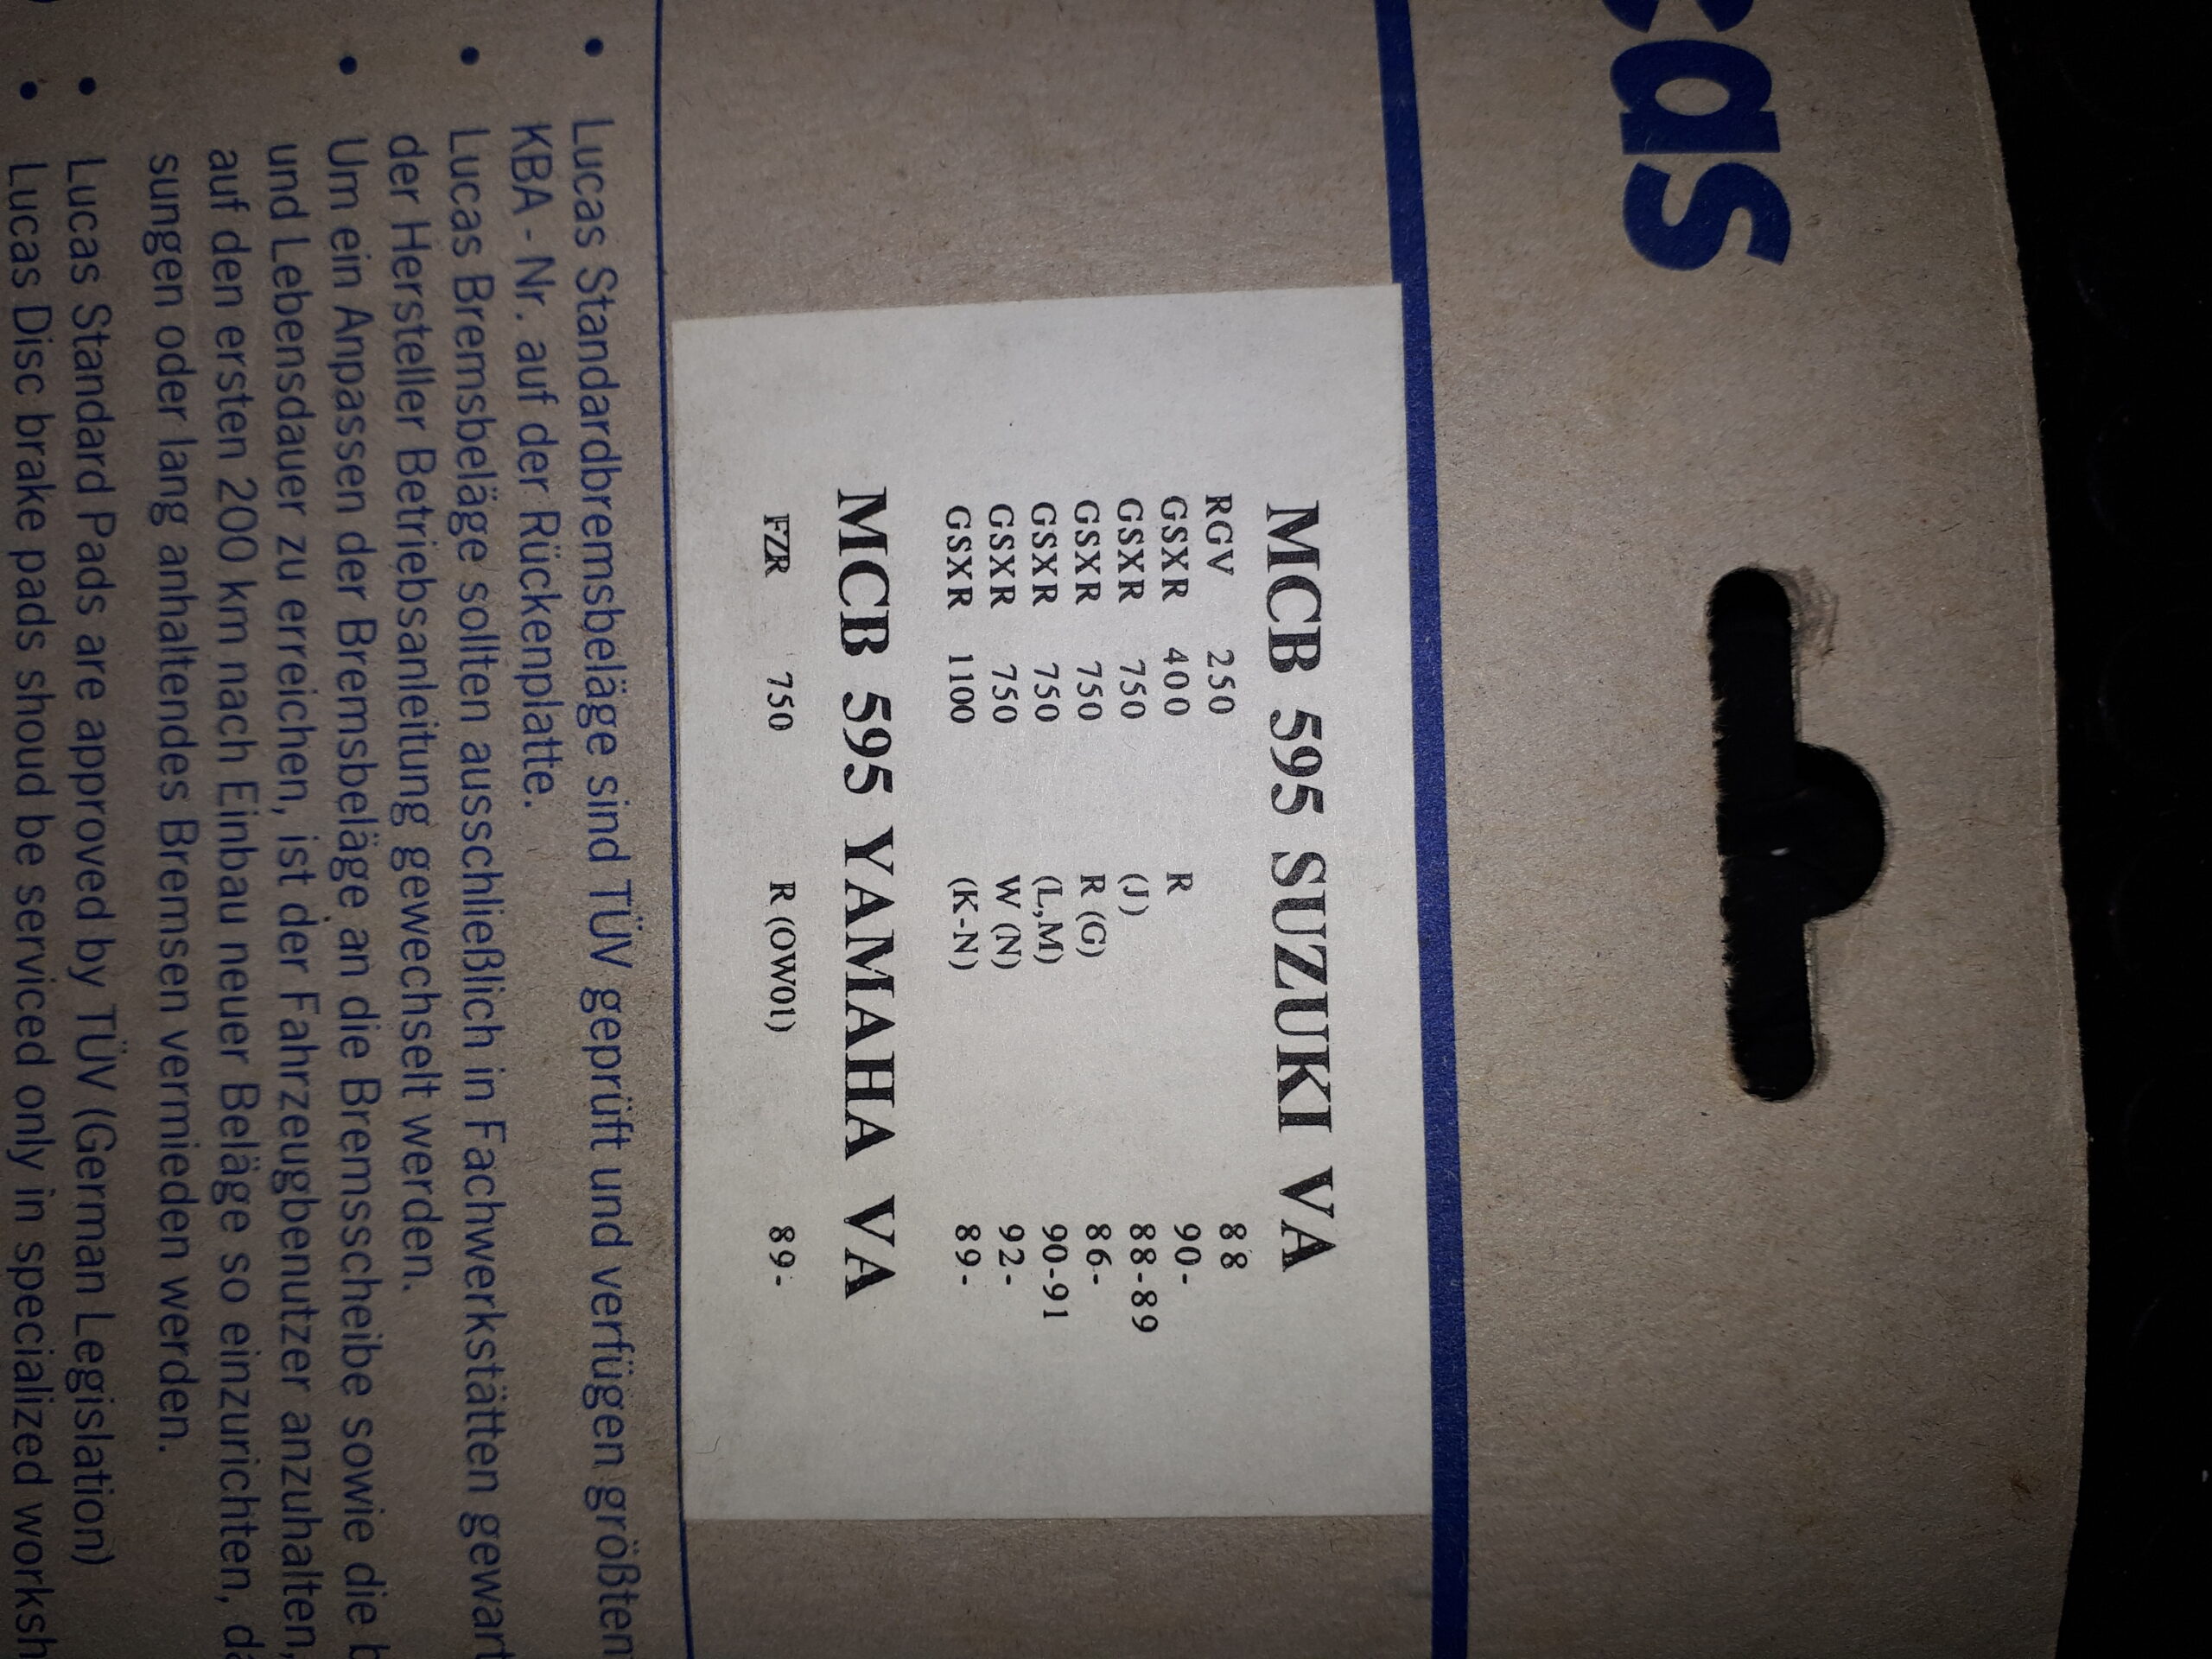 cas
MCB 595 SUZUKI VA
RGV 250 88
GSXR 400 R 90-
GSXR 750 (J) 88-89
GSXR 750 R (G) 86-
GSXR 750 (L,M) 90-91
GSXR 750 W (N) 92-
GSXR 1100 (K-N) 89-
MCB 595 YAMAHA VA
FZR 750 R (OW01) 89-
• Lucas Standardbremsbeläge sind TÜV geprüft und verfügen größten
KBA - Nr. auf der Rückenplatte.
• Lucas Bremsbeläge sollten ausschließlich in Fachwerkstätten gewart
der Hersteller Betriebsanleitung gewechselt werden.
• Um ein Anpassen der Bremsbeläge an die Bremsscheibe sowie die b
und Lebensdauer zu erreichen, ist der Fahrzeugbenutzer anzuhalten,
auf den ersten 200 km nach Einbau neuer Beläge so einzurichten, da
sungen oder lang anhaltendes Bremsen vermieden werden.
• Lucas Standard Pads are approved by TÜV (German Legislation)
• Lucas Disc brake pads shoud be serviced only in specialized worksh